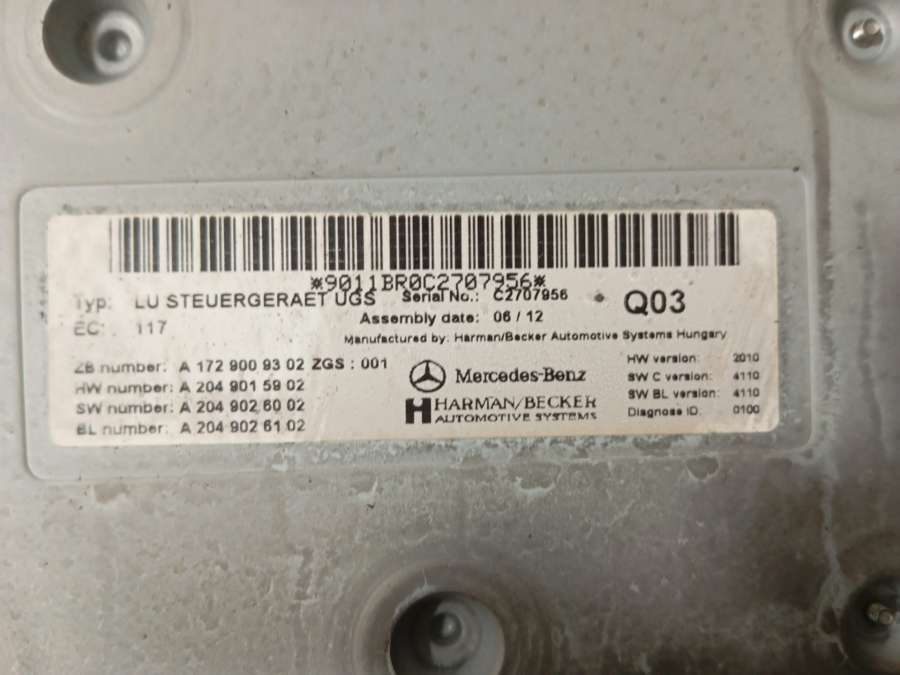 *9011BR0C2707956*
Typ: LU STEUERGERAET UGS Serial No.: C2707956 Q03
EC: 117 Assembly date: 06 / 12
Manufactured by: Harman/Becker Automotive Systems Hungary
ZB number: A 172 900 93 02 ZGS : 001
HW number: A 204 901 59 02
SW number: A 204 902 60 02
BL number: A 204 902 61 02
Mercedes-Benz
HARMAN/BECKER
AUTOMOTIVE SYSTEMS
HW version: 2010
SW C version: 4110
SW BL version: 4110
Diagnose ID: 0100